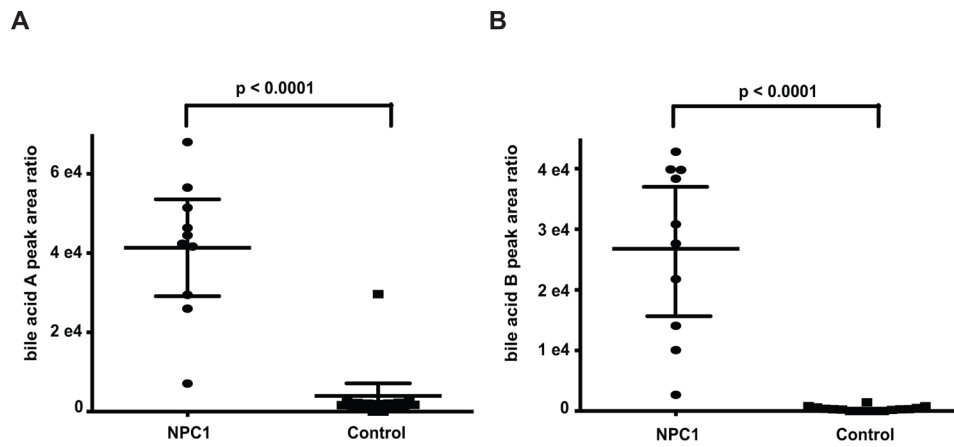 A
p < 0.0001
bile acid A peak area ratio
6 e4
4 e4
2 e4
0
NPC1
Control
B
p < 0.0001
bile acid B peak area ratio
4 e4
3 e4
2 e4
1 e4
0
NPC1
Control